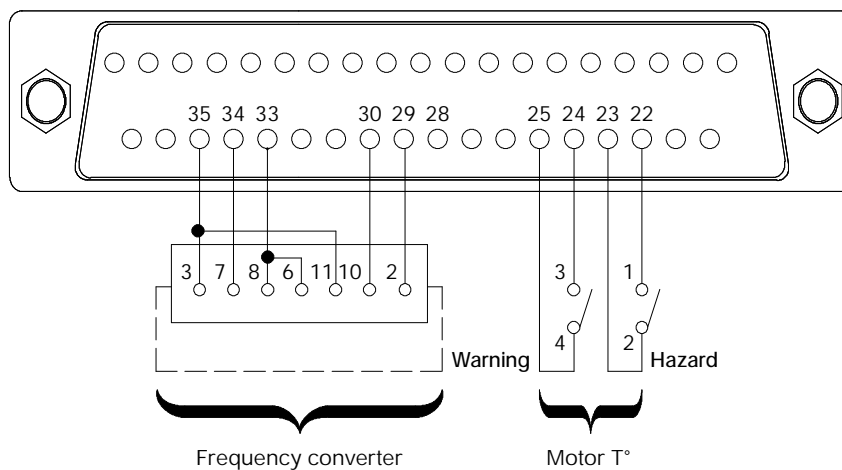 35 34 33 30 29 28 25 24 23 22
3 7 8 6 11 10 2 3 1
4 2
Warning Hazard
Frequency converter Motor T°